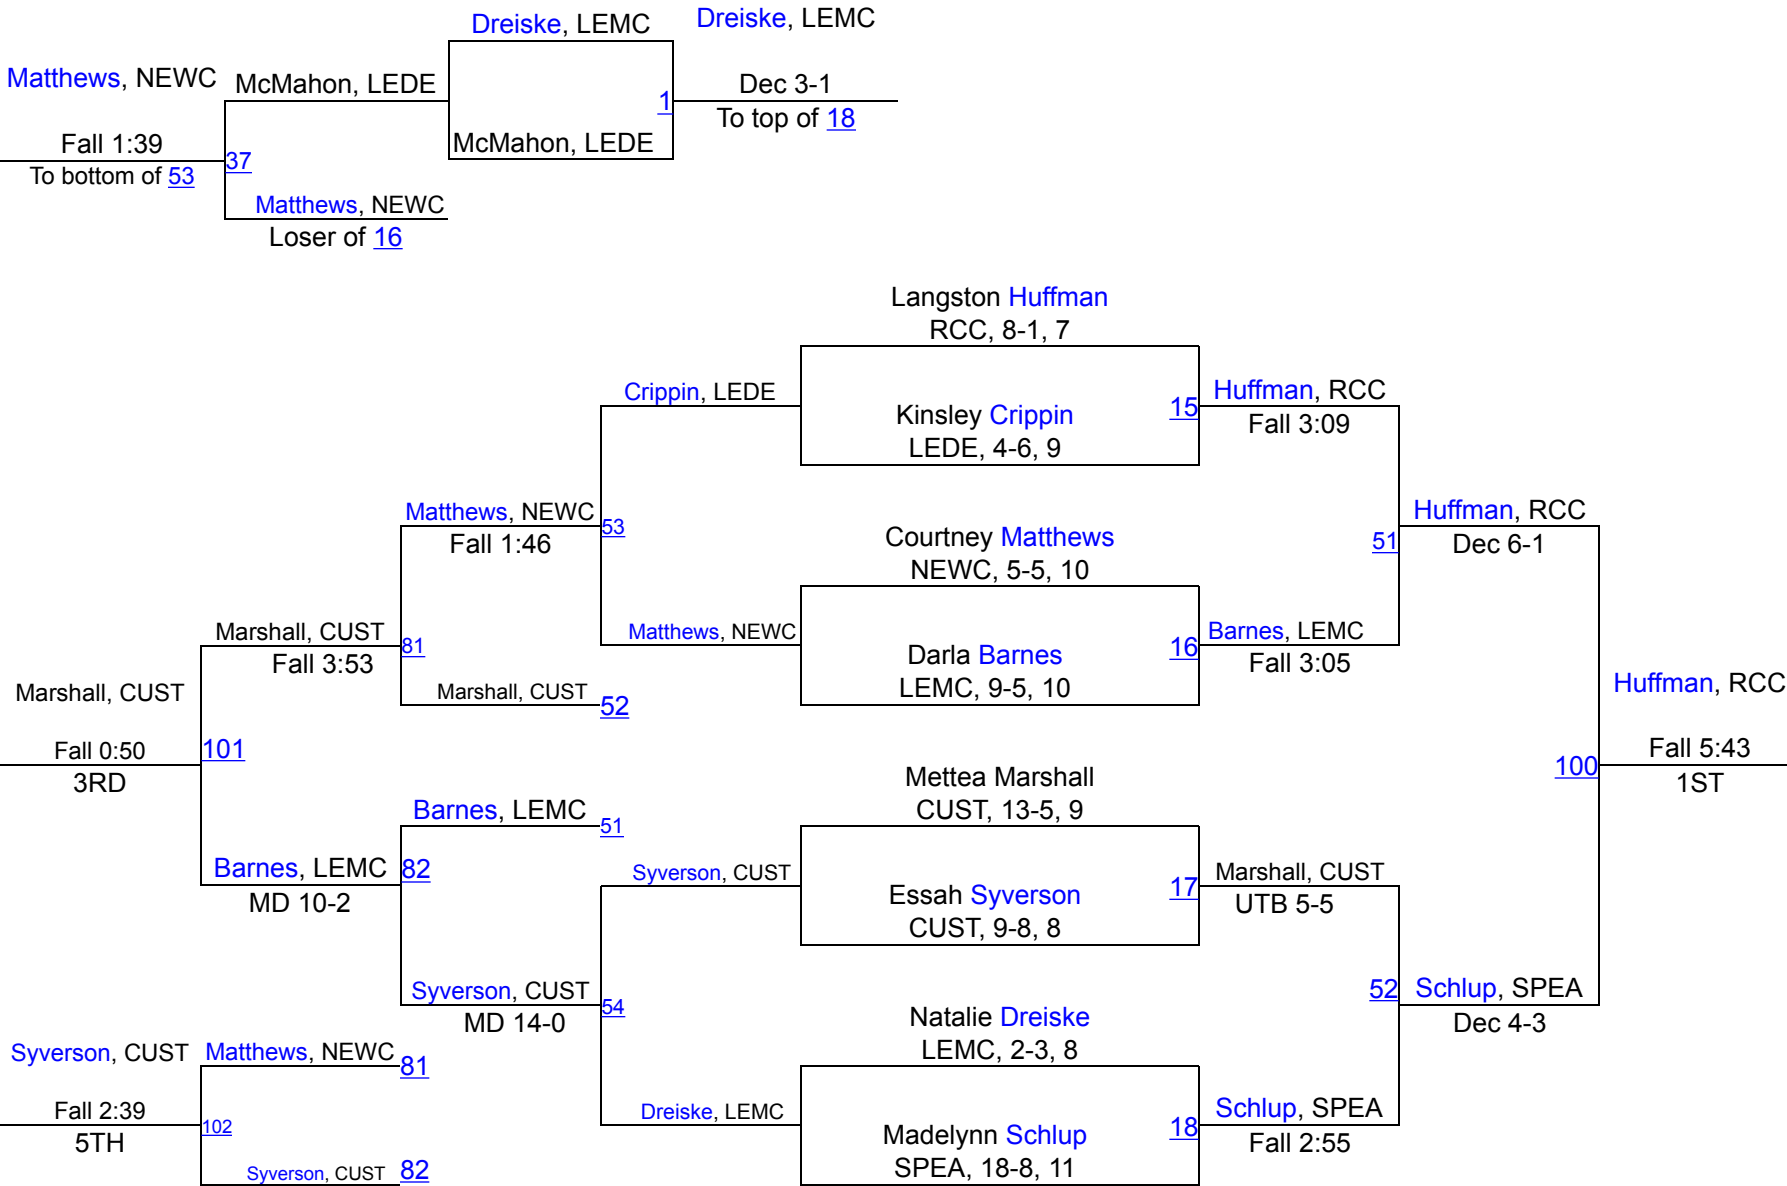 Dreiske, LEMC
Dreiske, LEMC
Matthews, NEWC
McMahon, LEDE
1
Dec 3-1
To top of 18
McMahon, LEDE
Fall 1:39
37
To bottom of 53
Matthews, NEWC
Loser of 16
Langston Huffman
RCC, 8-1, 7
Crippin, LEDE
Kinsley Crippin
LEDE, 4-6, 9
15
Huffman, RCC
Fall 3:09
Matthews, NEWC
Fall 1:46
53
Courtney Matthews
NEWC, 5-5, 10
51
Huffman, RCC
Dec 6-1
Marshall, CUST
Fall 3:53
81
Matthews, NEWC
Darla Barnes
LEMC, 9-5, 10
16
Barnes, LEMC
Fall 3:05
Marshall, CUST
Marshall, CUST
52
Huffman, RCC
Fall 0:50
3RD
101
Mettea Marshall
CUST, 13-5, 9
100
Fall 5:43
1ST
Barnes, LEMC
51
Barnes, LEMC
MD 10-2
82
Syverson, CUST
Essah Syverson
CUST, 9-8, 8
17
Marshall, CUST
UTB 5-5
Syverson, CUST
MD 14-0
54
Natalie Dreiske
LEMC, 2-3, 8
52
Schlup, SPEA
Dec 4-3
Syverson, CUST
Matthews, NEWC
81
Fall 2:39
5TH
102
Dreiske, LEMC
Madelynn Schlup
SPEA, 18-8, 11
18
Schlup, SPEA
Fall 2:55
Syverson, CUST
82